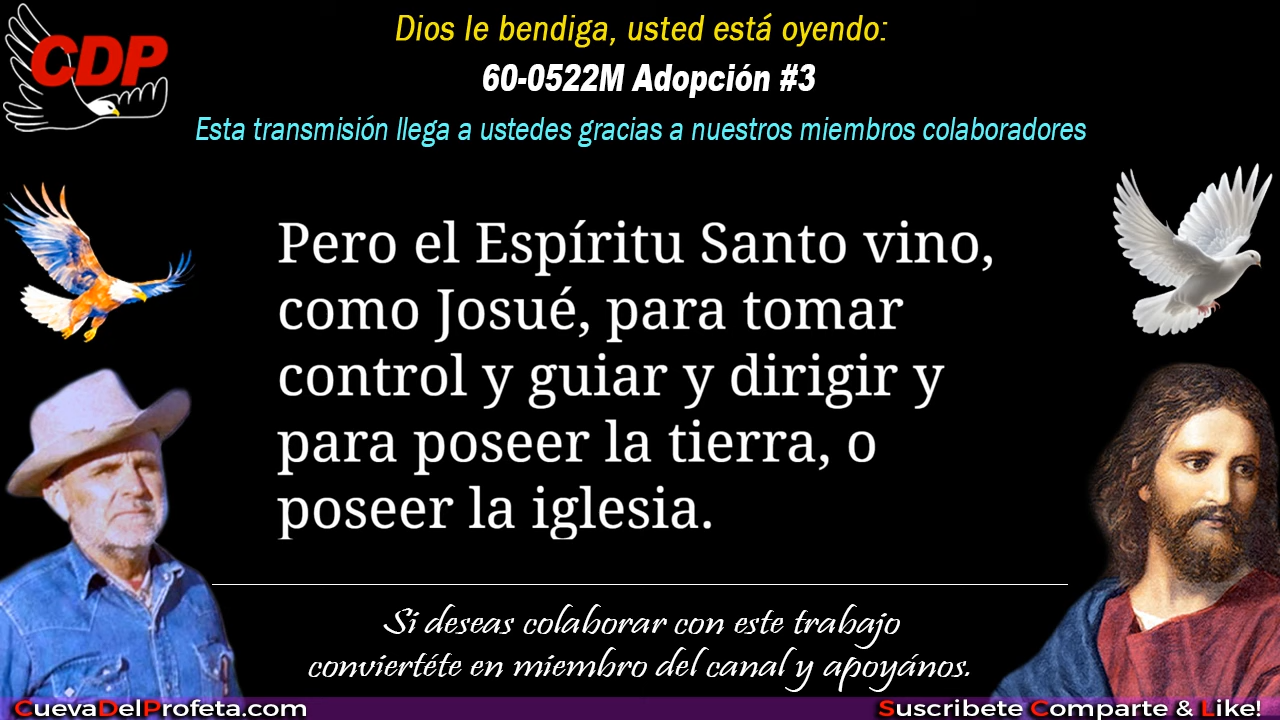 CDP
Dios le bendiga, usted está oyendo:
60-0522M Adopción #3
Esta transmisión llega a ustedes gracias a nuestros miembros colaboradores
Pero el Espíritu Santo vino,
como Josué, para tomar
control y guiar y dirigir y
para poseer la tierra, o
poseer la iglesia.
Si deseas colaborar con este trabajo
conviertéte en miembro del canal y apoyános.
CuevaDelProfeta.com
Suscribete Comparte & Like!